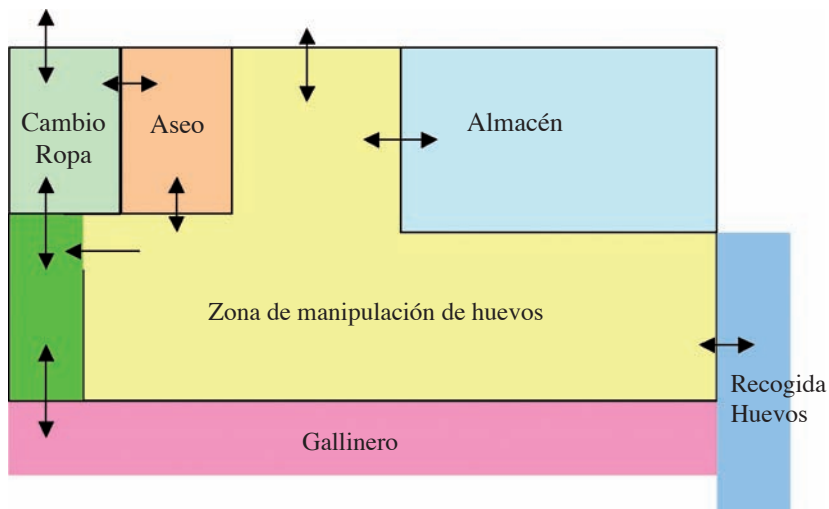 Cambio
Ropa
Aseo
Almacén
Zona de manipulación de huevos
Recogida
Huevos
Gallinero